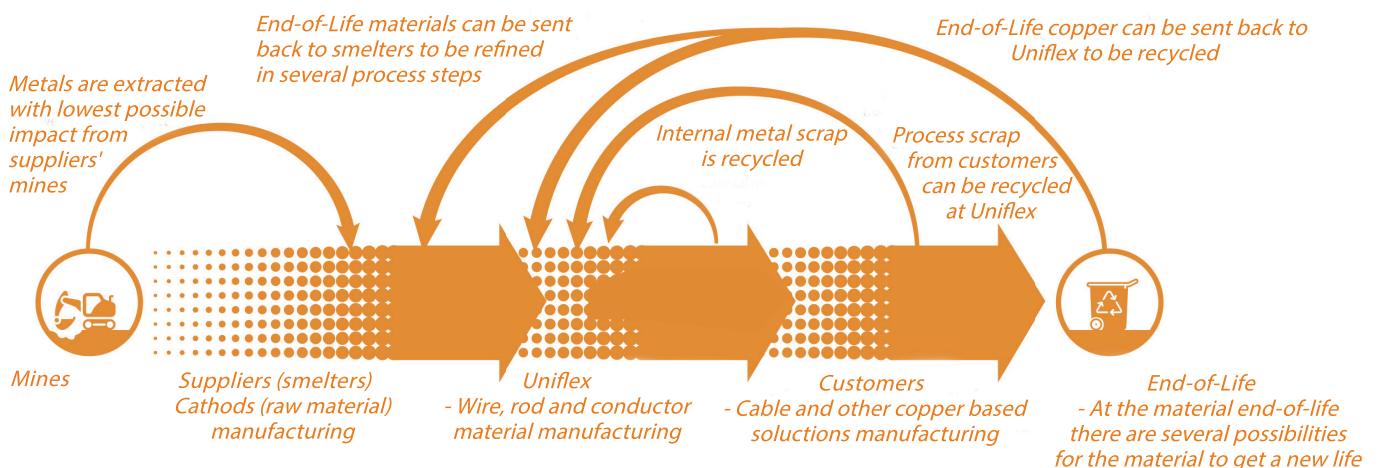 End-of-Life materials can be sent
back to smelters to be refined
in several process steps
End-of-Life copper can be sent back to
Uniflex to be recycled
Metals are extracted
with lowest possible
impact from
suppliers'
mines
Internal metal scrap
is recycled
Process scrap
from customers
can be recycled
at Uniflex
Mines
Suppliers (smelters)
Cathods (raw material)
manufacturing
Uniflex
- Wire, rod and conductor
material manufacturing
Customers
- Cable and other copper based
soluctions manufacturing
End-of-Life
- At the material end-of-life
there are several possibilities
for the material to get a new life